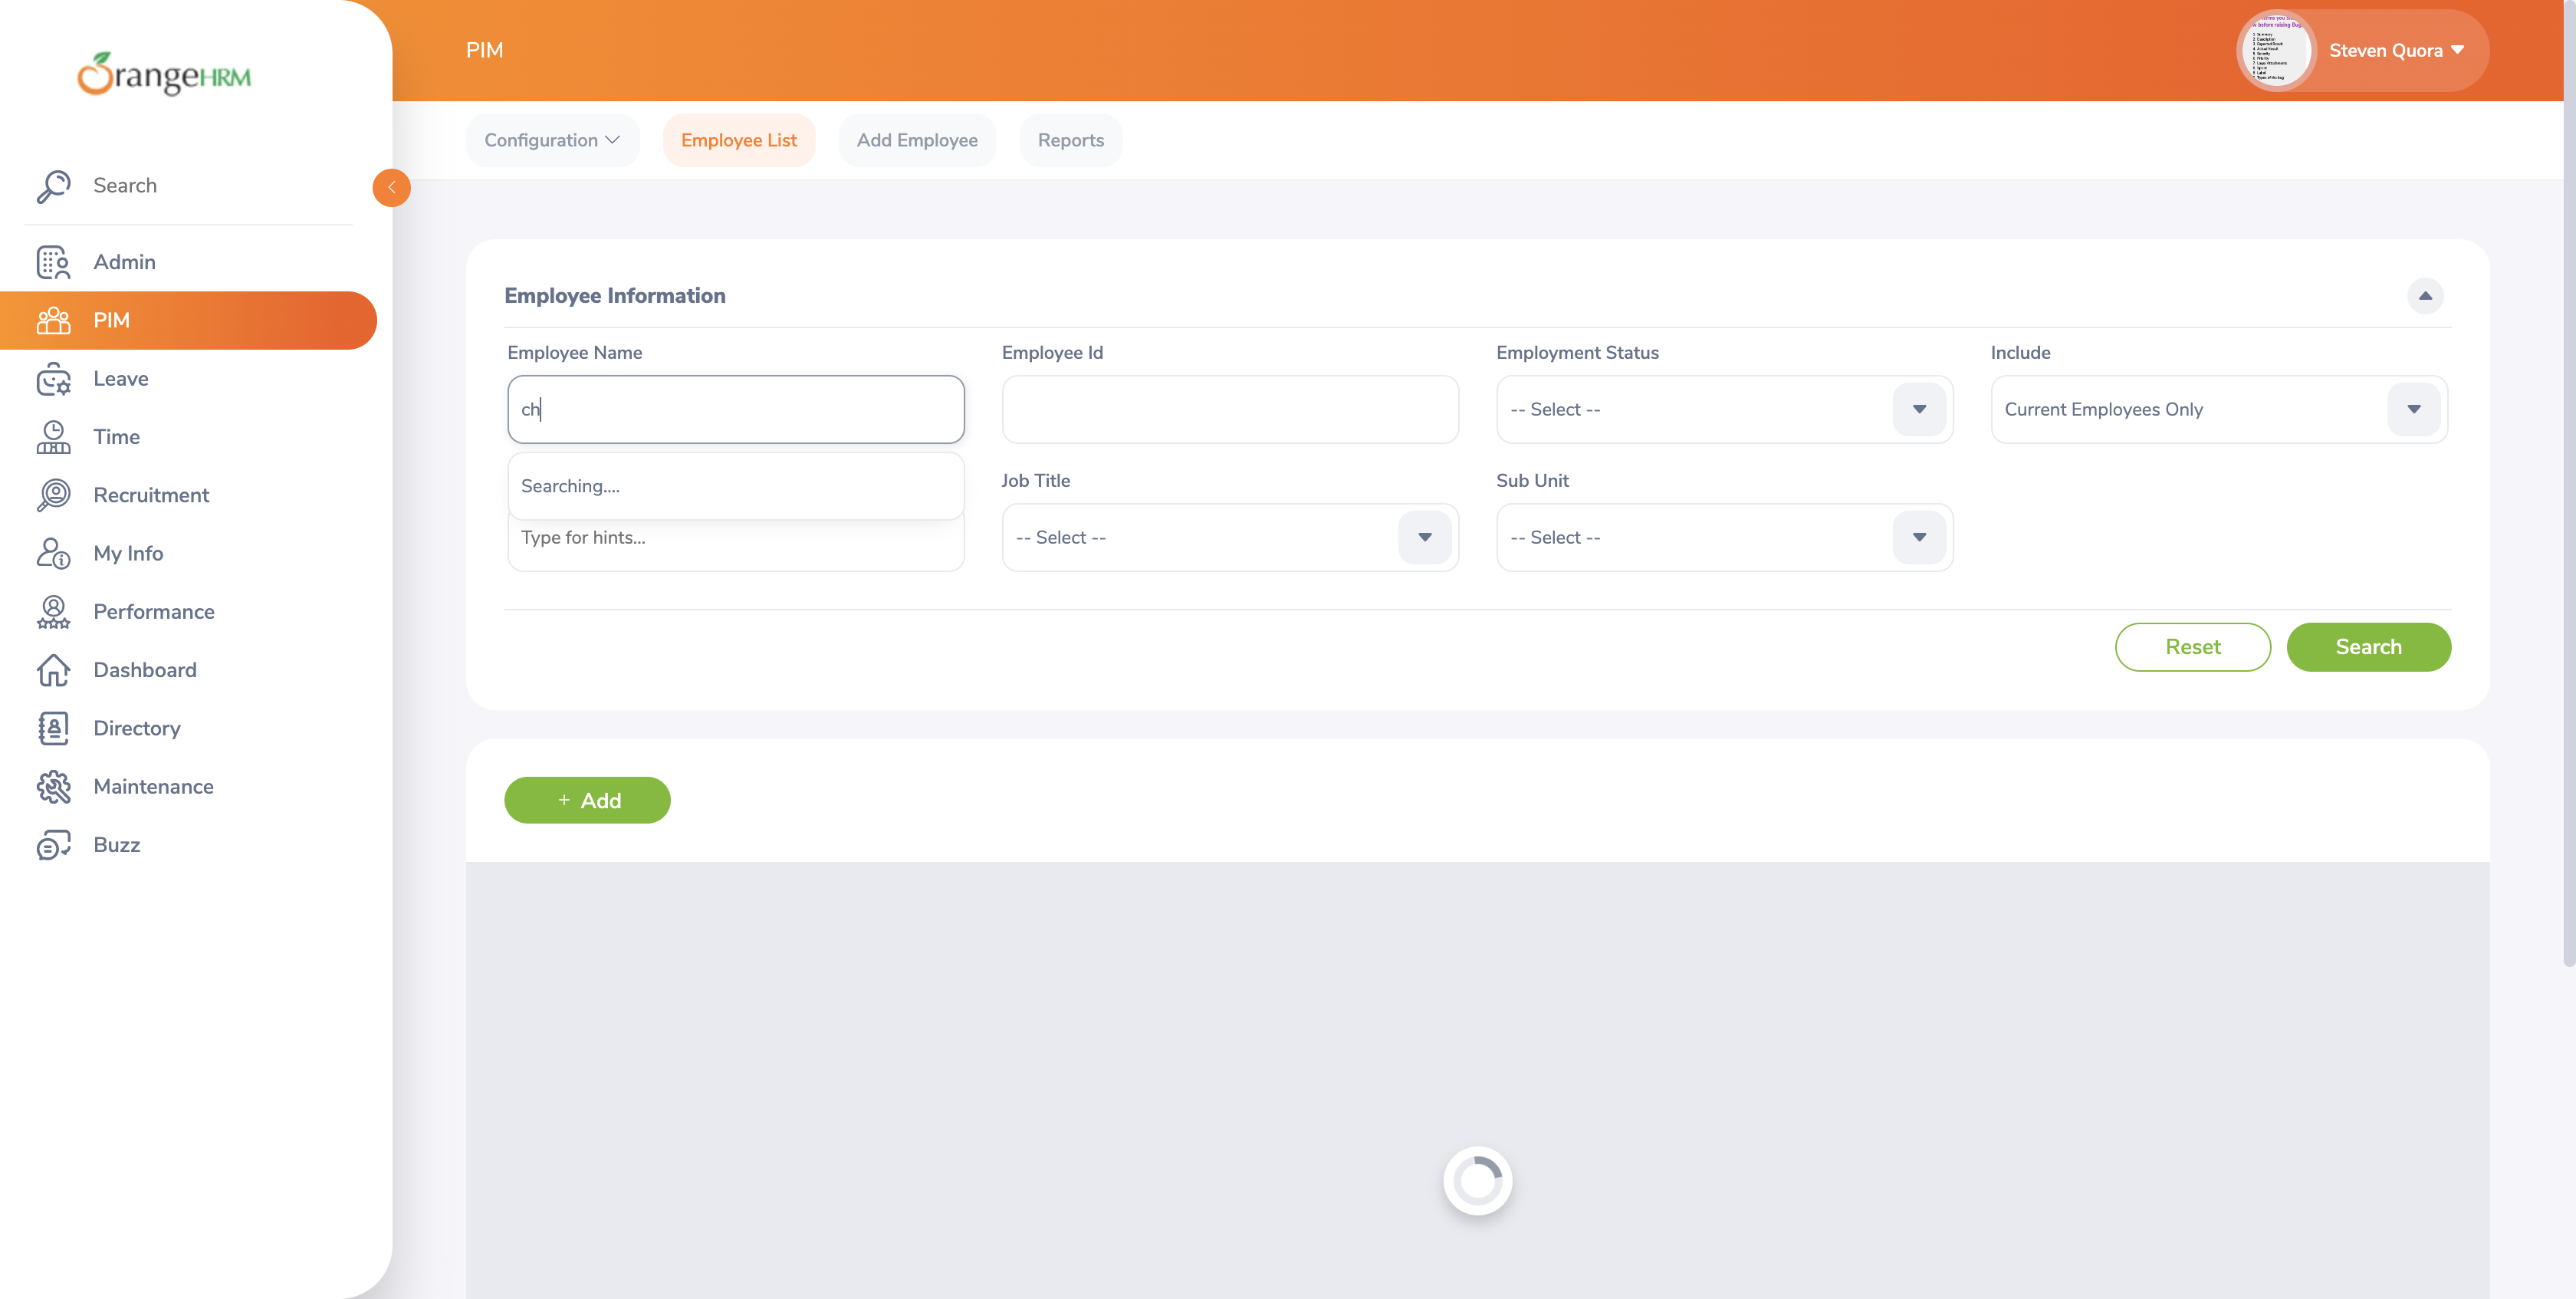 OrangeHRM
PIM
Steven Quora
Configuration
Employee List
Add Employee
Reports
Search
Admin
PIM
Leave
Time
Recruitment
My Info
Performance
Dashboard
Directory
Maintenance
Buzz
Employee Information
Employee Name
Employee Id
Employment Status
Include
ch
-- Select --
Current Employees Only
Searching....
Job Title
Sub Unit
Type for hints...
-- Select --
-- Select --
Reset
Search
+ Add